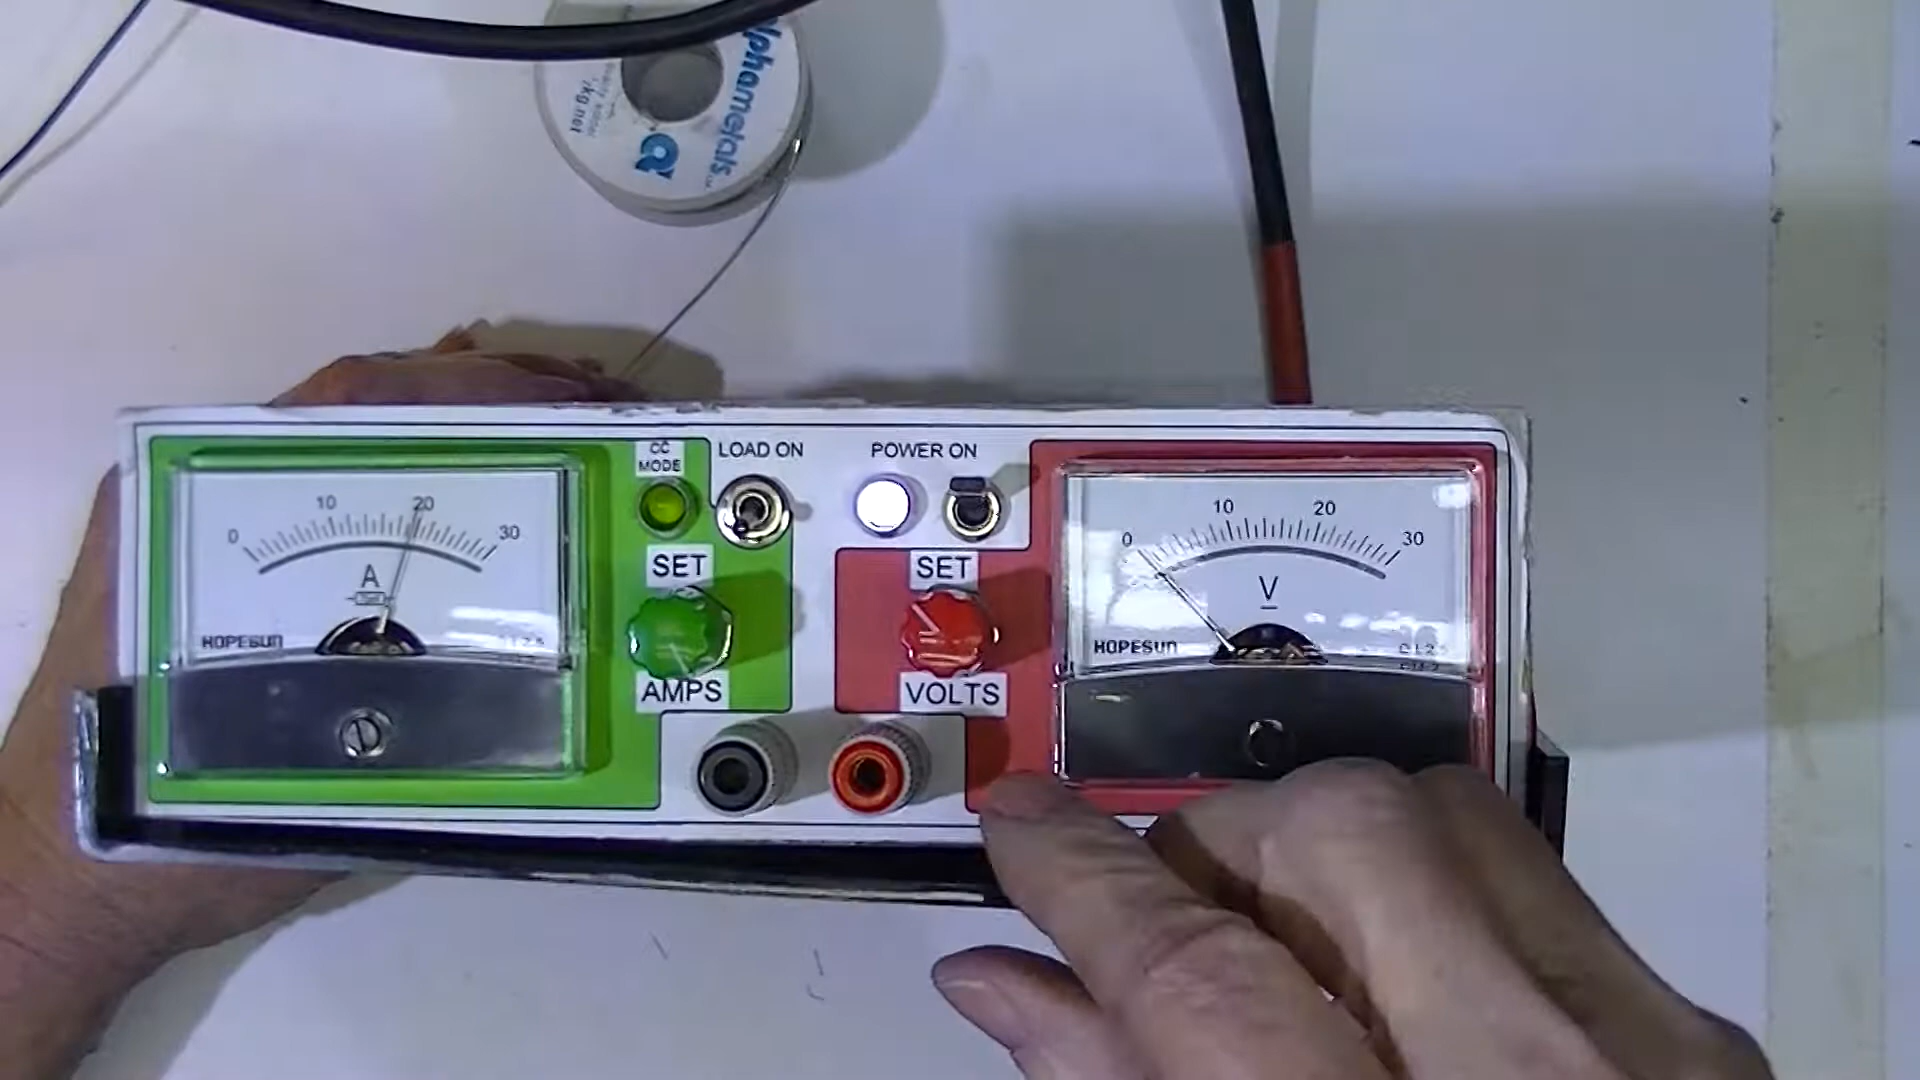 alphametals
CC
MODE
LOAD ON
POWER ON
0
10
20
30
A
HOPESUN
SET
AMPS
SET
VOLTS
0
10
20
30
V
HOPESUN